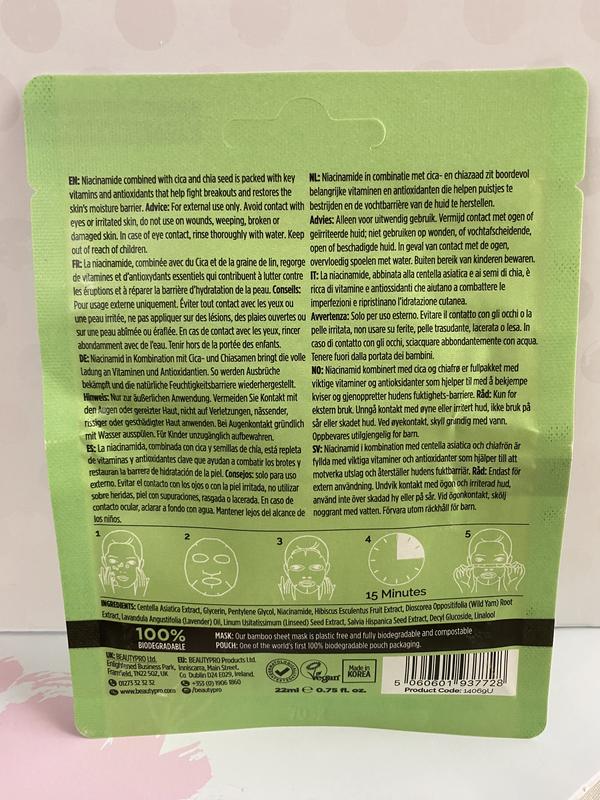 EN: Niacinamide combined with cica and chia seed is packed with key
vitamins and antioxidants that help fight breakouts and restores the
skin's moisture barrier. Advice: For external use only. Avoid contact with
eyes or irritated skin, do not use on wounds, weeping, broken or
damaged skin. In case of eye contact, rinse thoroughly with water. Keep
out of reach of children.
FR: La niacinamide, combinée avec du Cica et de la graine de lin, regorge
de vitamines et d'antioxydants essentiels qui contribuent à lutter contre
les éruptions et à réparer la barrière d'hydratation de la peau. Conseils:
Pour usage externe uniquement. Éviter tout contact avec les yeux ou
une peau irritée, ne pas appliquer sur des lésions, des plaies ouvertes ou
sur une peau abîmée ou éraflée. En cas de contact avec les yeux, rincer
abondamment avec de l'eau. Tenir hors de la portée des enfants.
DE: Niacinamid in Kombination mit Cica- und Chiasamen bringt die volle
Ladung an Vitaminen und Antioxidantien. So werden Ausbrüche
bekämpft und die natürliche Feuchtigkeitsbarriere wiederhergestellt.
Hinweis: Nur zur äußerlichen Anwendung. Vermeiden Sie Kontakt mit
den Augen oder gereizter Haut, nicht auf Verletzungen, nässender,
rissiger oder geschädigter Haut anwenden. Bei Augenkontakt gründlich
mit Wasser ausspülen. Für Kinder unzugänglich aufbewahren.
ES: La niacinamida, combinada con cica y semillas de chía, está repleta
de vitaminas y antioxidantes clave que ayudan a combatir los brotes y
restauran la barrera de hidratación de la piel. Consejos: solo para uso
externo. Evitar el contacto con los ojos o con la piel irritada, no utilizar
sobre heridas, piel con supuraciones, rasgada o lacerada. En caso de
contacto ocular, aclarar a fondo con agua. Mantener lejos del alcance de
los niños.
NL: Niacinamide in combinatie met cica- en chiazaad zit boordevol
belangrijke vitaminen en antioxidanten die helpen puistjes te
bestrijden en de vochtbarrière van de huid te herstellen.
Advies: Alleen voor uitwendig gebruik. Vermijd contact met ogen of
geïrriteerde huid; niet gebruiken op wonden, of vochtafscheidende,
open of beschadigde huid. In geval van contact met de ogen,
overvloedig spoelen met water. Buiten bereik van kinderen bewaren.
IT: La niacinamide, abbinata alla centella asiatica e ai semi di chia, è
ricca di vitamine e antiossidanti che aiutano a combattere le
imperfezioni e ripristinano l'idratazione cutanea.
Avvertenza: Solo per uso esterno. Evitare il contatto con gli occhi o la
pelle irritata, non usare su ferite, pelle trasudante, lacerata o lesa. In
caso di contatto con gli occhi, sciacquare abbondantemente con acqua.
Tenere fuori dalla portata dei bambini.
NO: Niacinamid kombinert med cica og chiafrø er fullpakket med
viktige vitaminer og antioksidanter som hjelper til med å bekjempe
kviser og gjenoppretter hudens fuktighets-barriere. Råd: Kun for
ekstern bruk. Unngå kontakt med øyne eller irritert hud, ikke bruk på
sår eller skadet hud. Ved øyekontakt, skyll grundig med vann.
Oppbevares utilgjengelig for barn.
SV: Niacinamid i kombination med centella asiatica och chiafrön är
fyllda med viktiga vitaminer och antioxidanter som hjälper till att
motverka utslag och återställer hudens fuktbarriär. Råd: Endast för
extern användning. Undvik kontakt med ögon och irriterad hud,
använd inte över skadad hy eller på sår. Vid ögonkontakt, skölj
noggrant med vatten. Förvara utom räckhåll för barn.
1 2 3 4 5
15 Minutes
INGREDIENTS: Centella Asiatica Extract, Glycerin, Pentylene Glycol, Niacinamide, Hibiscus Esculentus Fruit Extract, Dioscorea Oppositifolia (Wild Yam) Root
Extract, Lavandula Angustifolia (Lavender) Oil, Linum Usitatissimum (Linseed) Seed Extract, Salvia Hispanica Seed Extract, Decyl Glucoside, Linalool
100%
BIODEGRADABLE
MASK: Our bamboo sheet mask is plastic free and fully biodegradable and compostable
POUCH: One of the world's first 100% biodegradable pouch packaging.
UK: BEAUTYPRO Ltd.
Enlightened Business Park,
Framfield, TN22 5QZ, UK
01273 32 32 32
www.beautypro.com
EU: BEAUTYPRO Products Ltd.
Inniscarra, Main Street,
Co Dublin D24 E029, Ireland.
+353 (0) 1906 1860
/beautypro
Vegan
Made in
KOREA
22ml ℮ 0.75 fl. oz.
5 060601 937728
Product Code: 14069U